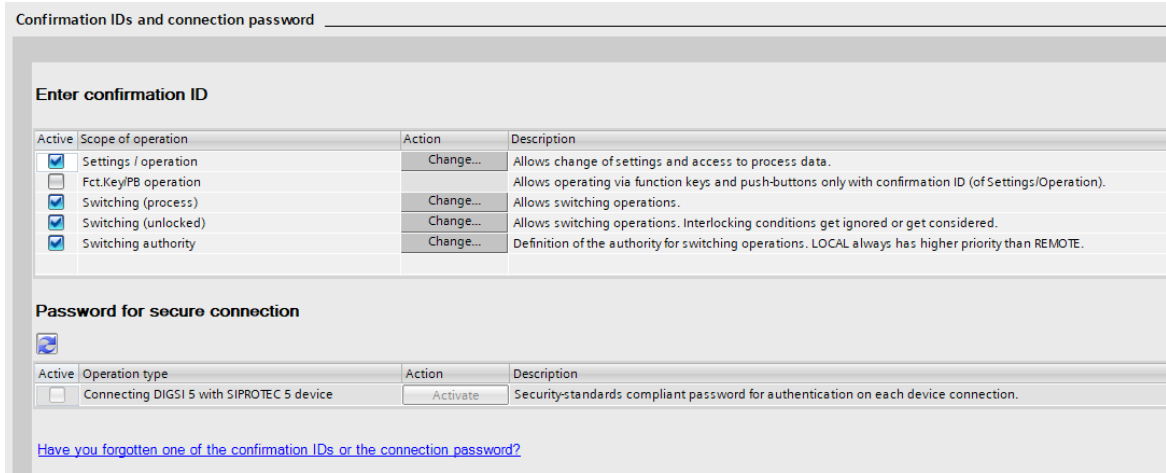 Confirmation IDs and connection password
Enter confirmation ID
Active Scope of operation Action Description
Settings / operation Change... Allows change of settings and access to process data.
Fct.Key/PB operation Allows operating via function keys and push-buttons only with confirmation ID (of Settings/Operation).
Switching (process) Change... Allows switching operations.
Switching (unlocked) Change... Allows switching operations. Interlocking conditions get ignored or get considered.
Switching authority Change... Definition of the authority for switching operations. LOCAL always has higher priority than REMOTE.
Password for secure connection
Active Operation type Action Description
Connecting DIGSI 5 with SIPROTEC 5 device Activate Security-standards compliant password for authentication on each device connection.
Have you forgotten one of the confirmation IDs or the connection password?